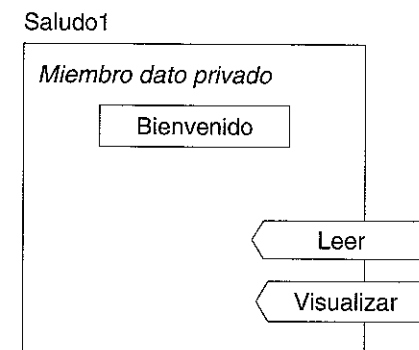 Saludo1
Miembro dato privado
Bienvenido
Leer
Visualizar